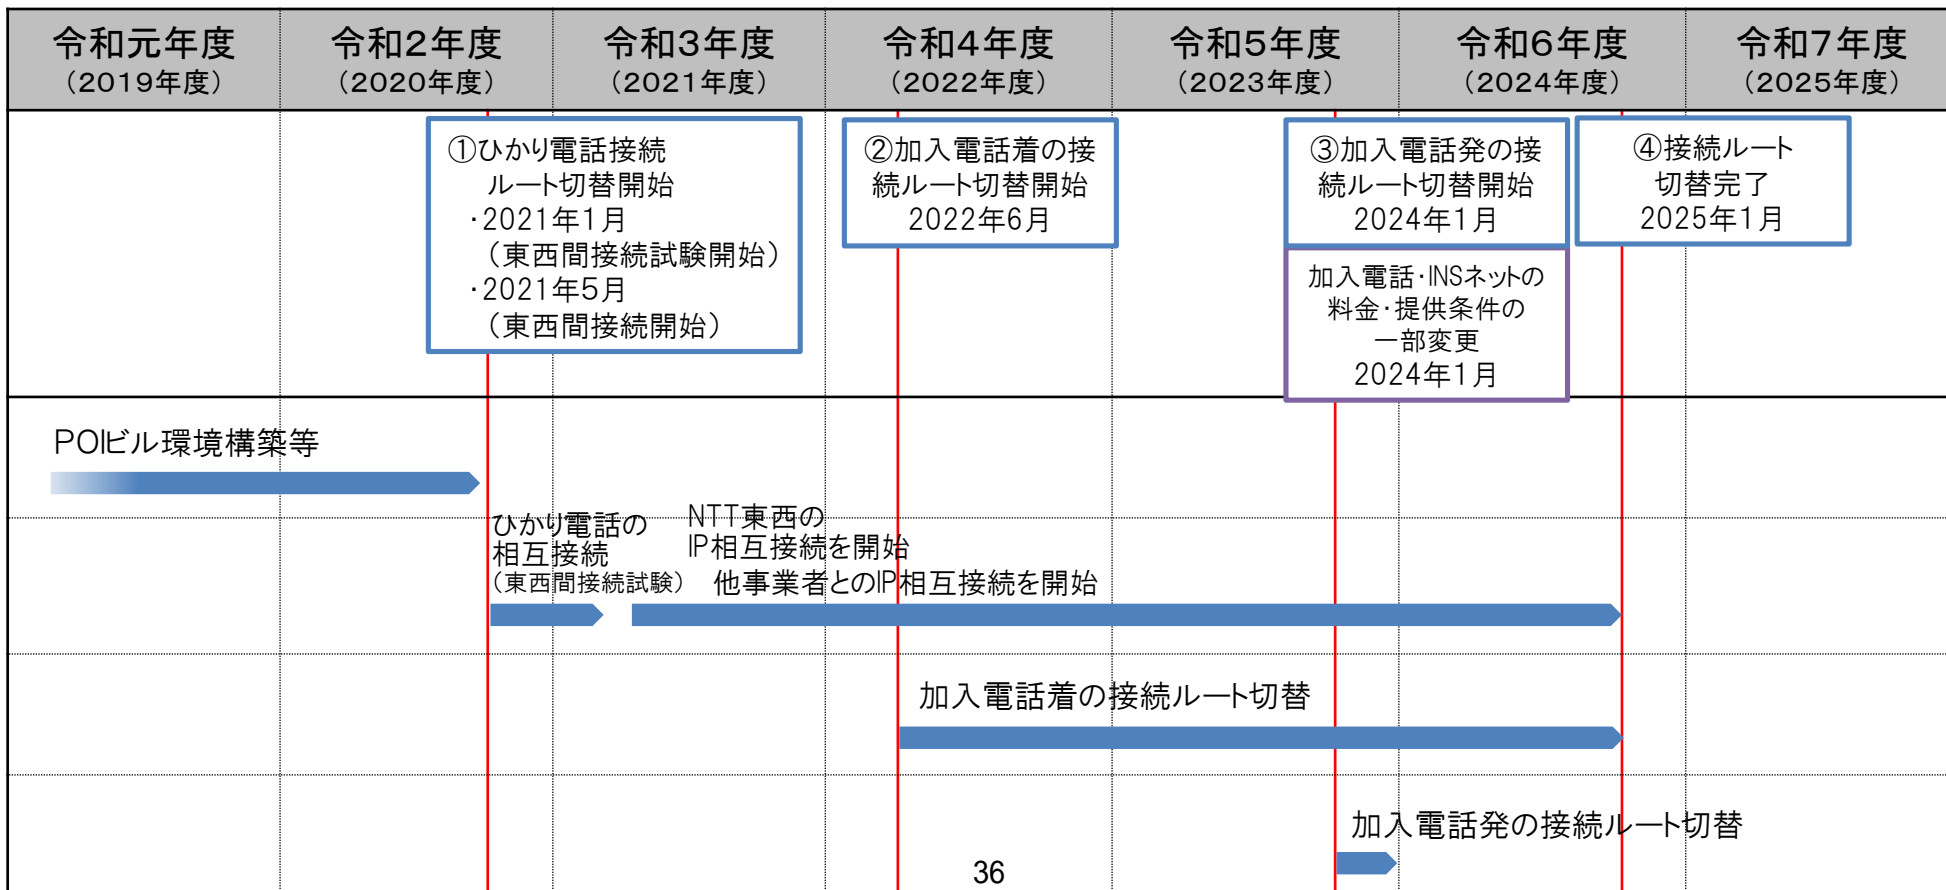 令和元年度
（2019年度）
令和2年度
（2020年度）
令和3年度
（2021年度）
令和4年度
（2022年度）
令和5年度
（2023年度）
令和6年度
（2024年度）
令和7年度
（2025年度）
①ひかり電話接続
ルート切替開始
・2021年1月
（東西間接続試験開始）
・2021年5月
（東西間接続開始）
②加入電話着の接
続ルート切替開始
2022年6月
③加入電話発の接
続ルート切替開始
2024年1月
加入電話・INSネットの
料金・提供条件の
一部変更
2024年1月
④接続ルート
切替完了
2025年1月
POIビル環境構築等
ひかり電話の
相互接続
（東西間接続試験）
NTT東西の
IP相互接続を開始
他事業者とのIP相互接続を開始
加入電話着の接続ルート切替
加入電話発の接続ルート切替
36